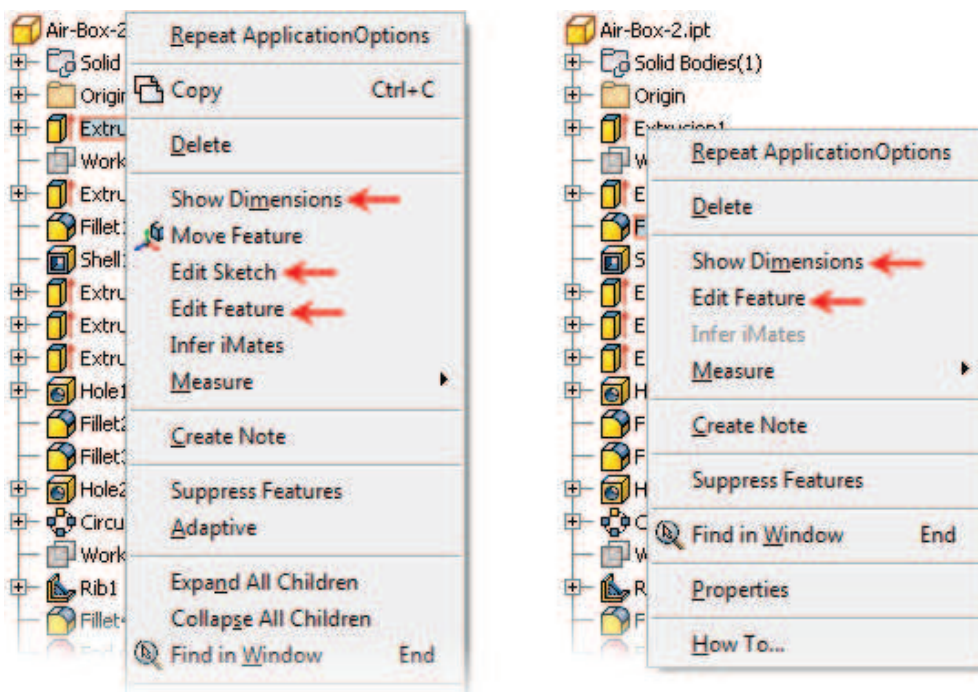 Air-Box-2
Solid
Origin
Extru
Work
Extru
Fillet
Shell
Extru
Extru
Extru
Hole1
Fillet2
Fillet3
Hole2
Circu
Work
Rib1
Fillet4
Repeat ApplicationOptions
Copy Ctrl+C
Delete
Show Dimensions
Move Feature
Edit Sketch
Edit Feature
Infer iMates
Measure
Create Note
Suppress Features
Adaptive
Expand All Children
Collapse All Children
Find in Window End
Air-Box-2.ipt
Solid Bodies(1)
Origin
Extrusion1
W
E
F
S
E
E
E
H
F
F
H
C
W
R
F
Repeat ApplicationOptions
Delete
Show Dimensions
Edit Feature
Infer iMates
Measure
Create Note
Suppress Features
Find in Window End
Properties
How To...